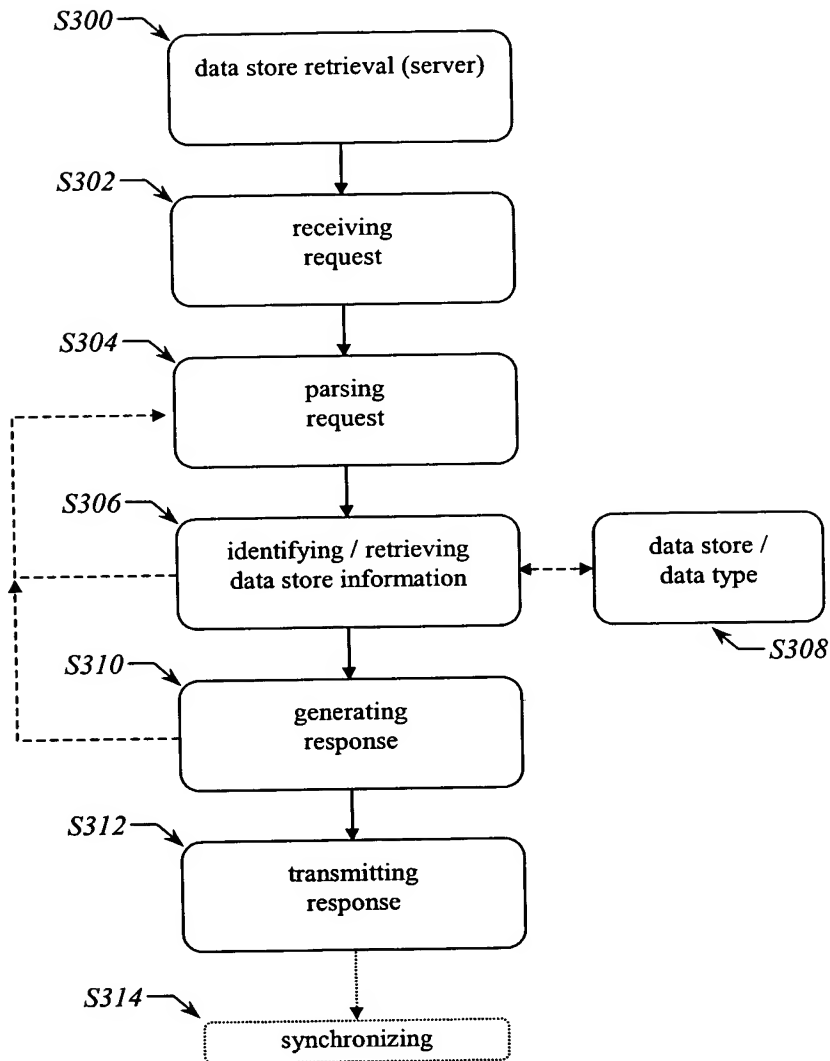 S300
data store retrieval (server)
S302
receiving
request
S304
parsing
request
S306
identifying / retrieving
data store information
data store /
data type
S308
S310
generating
response
S312
transmitting
response
S314
synchronizing